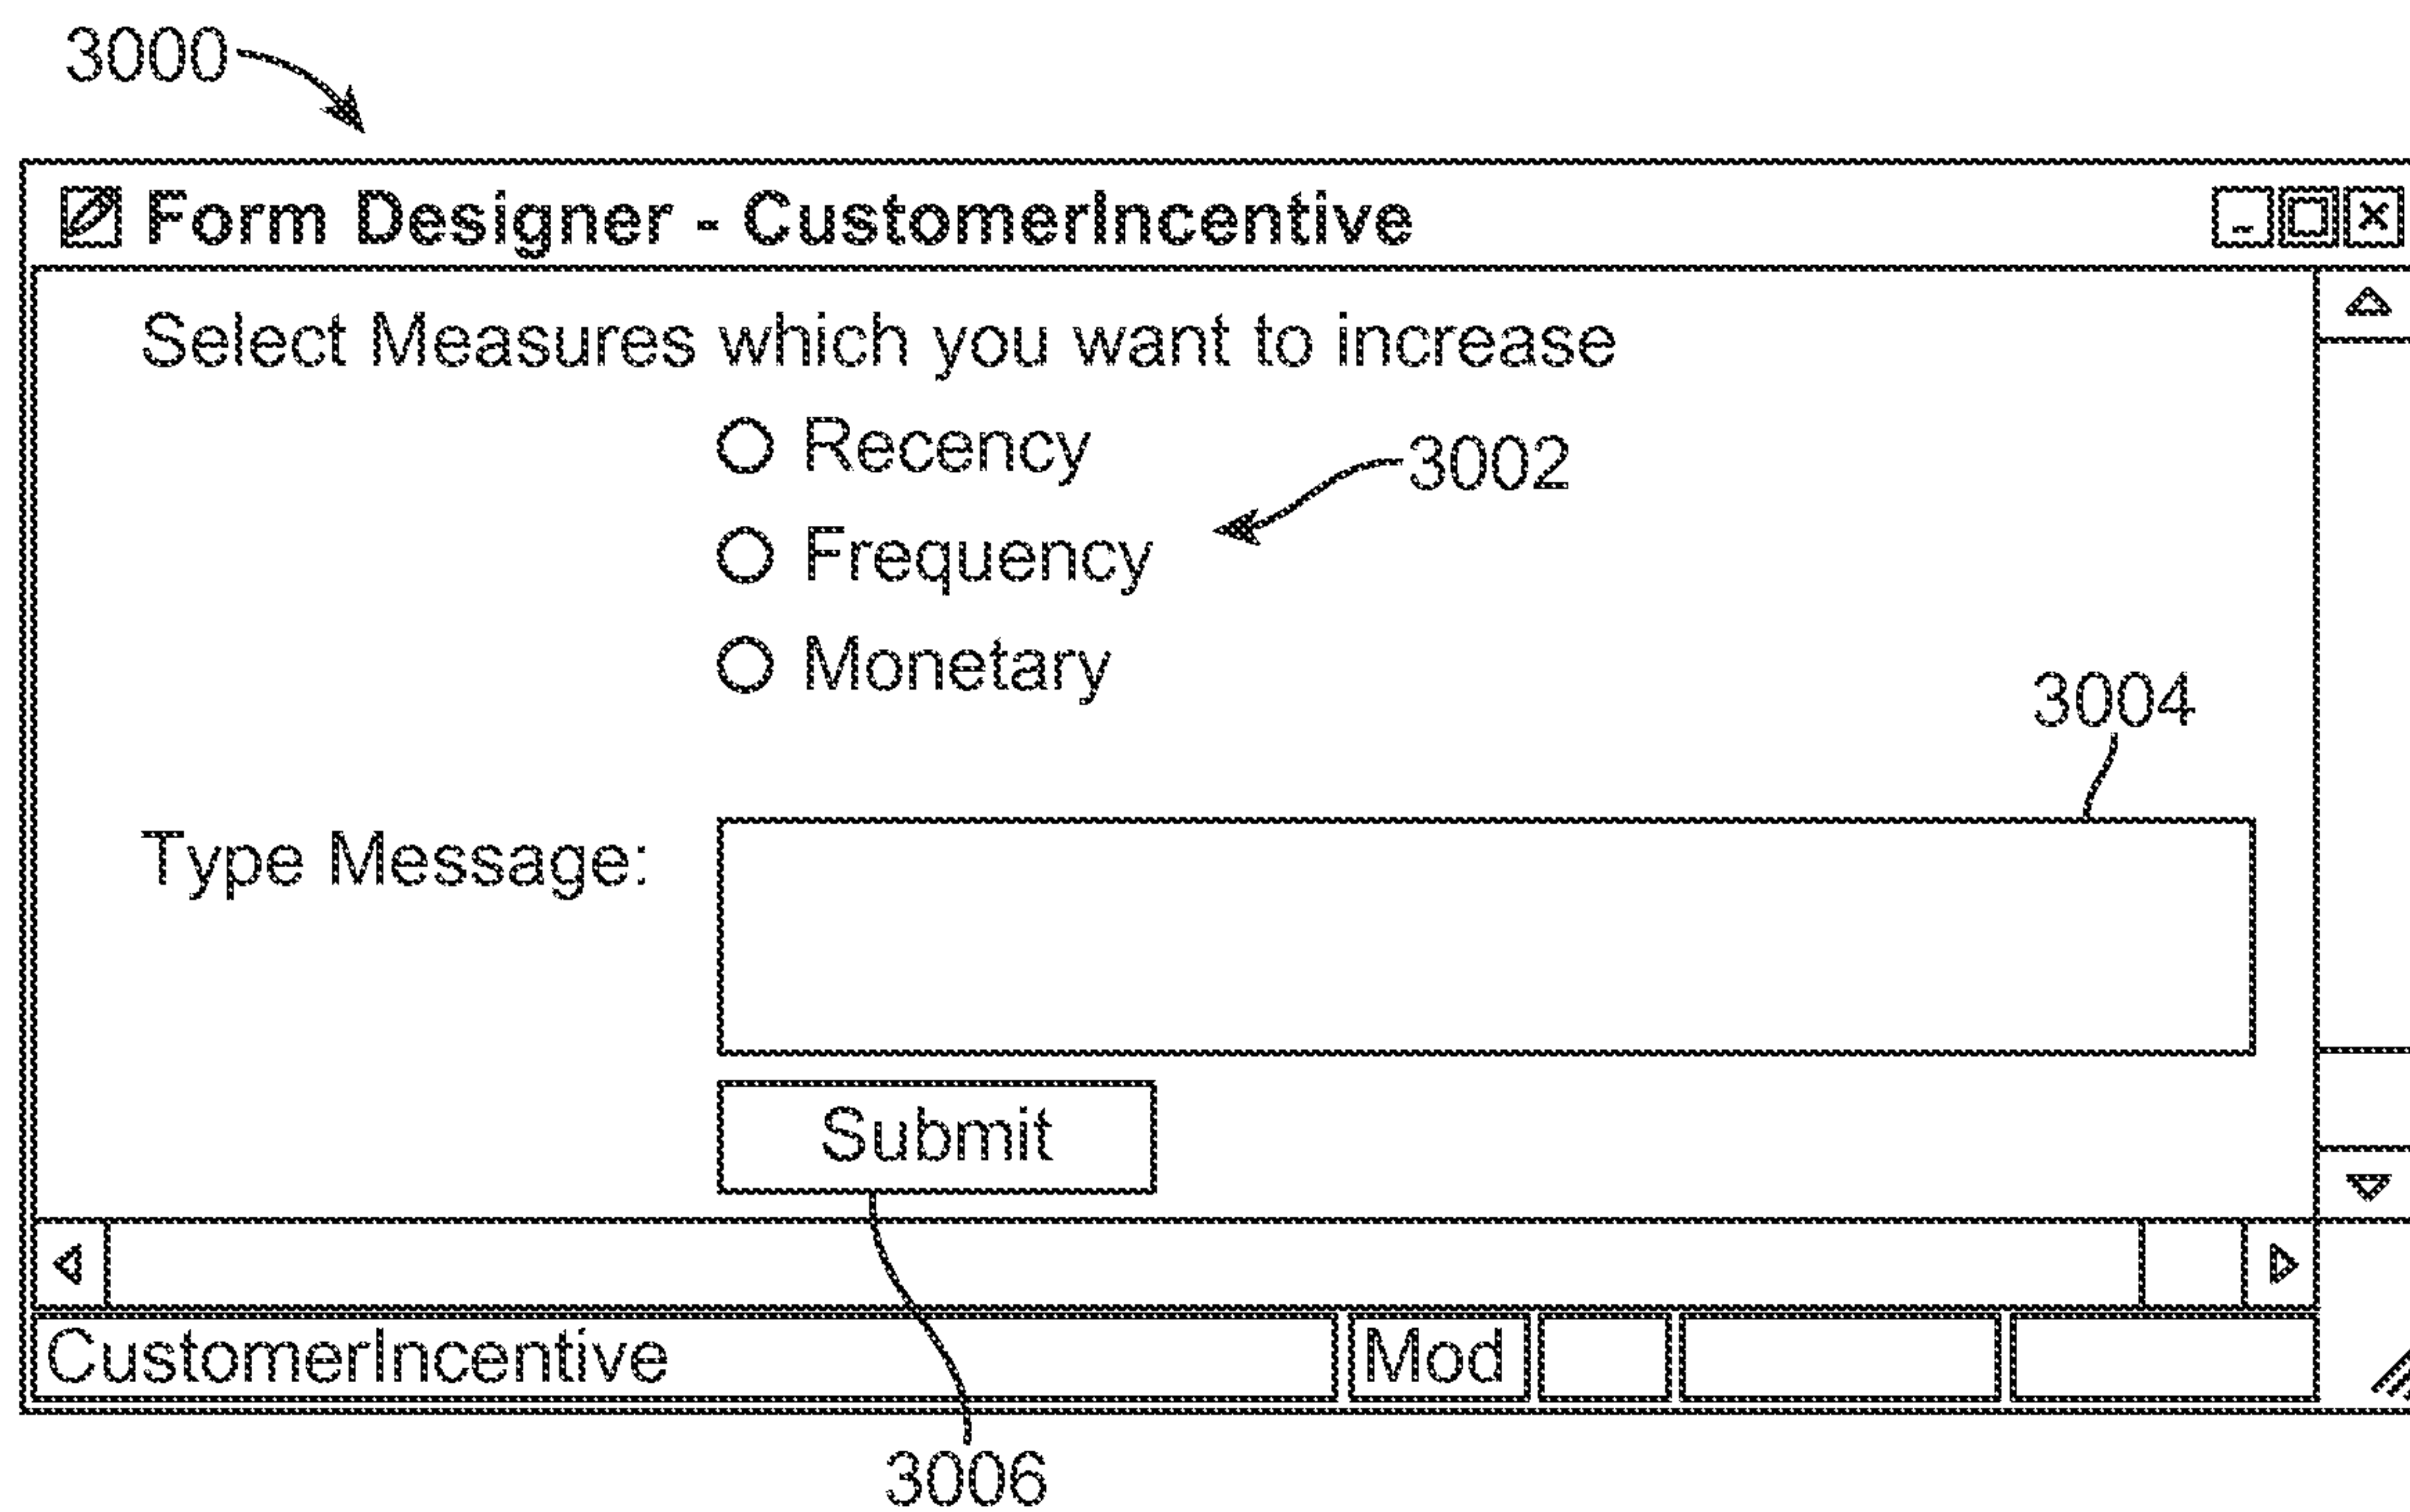 3000
Form Designer - CustomerIncentive
Select Measures which you want to increase
Recency
3002
Frequency
Monetary
3004
Type Message:
Submit
CustomerIncentive Mod
3006